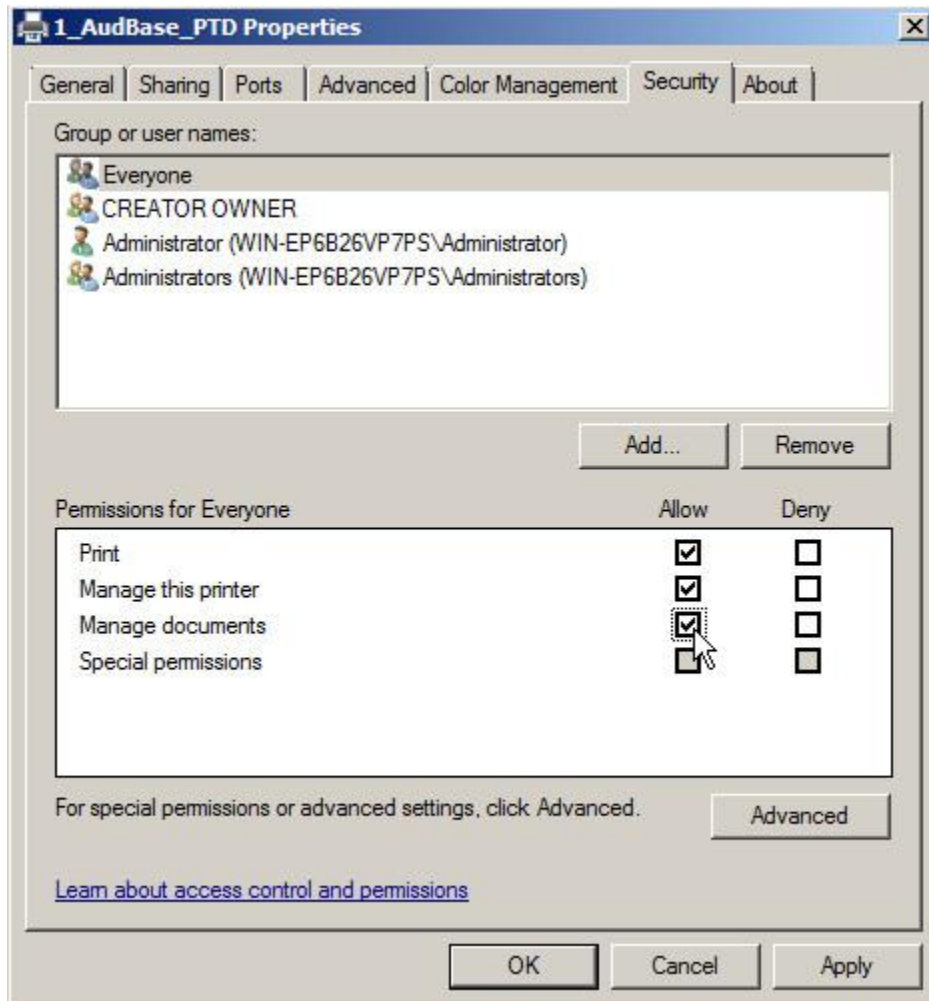 1_AudBase_PTD Properties
General Sharing Ports Advanced Color Management Security About
Group or user names:
Everyone
CREATOR OWNER
Administrator (WIN-EP6B26VP7PS\Administrator)
Administrators (WIN-EP6B26VP7PS\Administrators)
Add... Remove
Permissions for Everyone Allow Deny
Print
Manage this printer
Manage documents
Special permissions
For special permissions or advanced settings, click Advanced. Advanced
Learn about access control and permissions
OK Cancel Apply